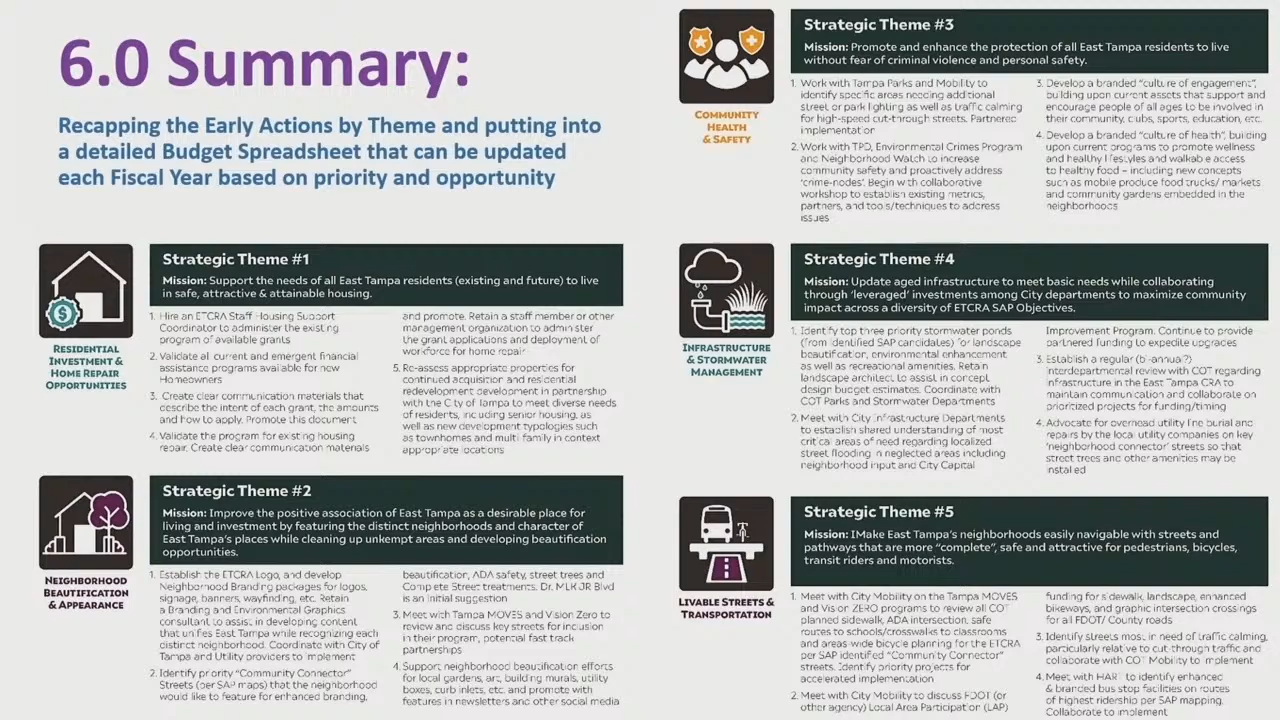 6.0 Summary:
Recapping the Early Actions by Theme and putting into
a detailed Budget Spreadsheet that can be updated
each Fiscal Year based on priority and opportunity
RESIDENTIAL
INVESTMENT &
HOME REPAIR
OPPORTUNITIES
Strategic Theme #1
Mission: Support the needs of all East Tampa residents (existing and future) to live
in safe, attractive & attainable housing.
1. Hire an ETCRA Staff Housing Support
Coordinator to administer the existing
program of available grants
2. Validate all current and emergent financial
assistance programs available for new
Homeowners
3. Create clear communication materials that
describe the intent of each grant, the amounts
and how to apply. Promote this document
4. Validate the program for existing housing
repair. Create clear communication materials
and promote. Retain a staff member or other
management organization to administer
the grant applications and deployment of
workforce for home repair
5. Re-assess appropriate properties for
continued acquisition and residential
redevelopment development in partnership
with the City of Tampa to meet diverse needs
of residents, including senior housing, as
well as new development typologies such
as townhomes and multi-family in context
appropriate locations
NEIGHBORHOOD
BEAUTIFICATION
& APPEARANCE
Strategic Theme #2
Mission: Improve the positive association of East Tampa as a desirable place for
living and investment by featuring the distinct neighborhoods and character of
East Tampa's places while cleaning up unkempt areas and developing beautification
opportunities.
1. Establish the ETCRA Logo, and develop
Neighborhood Branding packages for logos,
signage, banners, wayfinding, etc. Retain
a Branding and Environmental Graphics
consultant to assist in developing content
that unifies East Tampa while recognizing each
distinct neighborhood. Coordinate with City of
Tampa and Utility providers to implement
2. Identify priority "Community Connector"
Streets (per SAP maps) that the neighborhood
would like to feature for enhanced branding,
beautification, ADA safety, street trees and
Complete Street treatments. Dr. MLK JR Blvd
is an initial suggestion
3. Meet with Tampa MOVES and Vision Zero to
review and discuss key streets for inclusion
in their program, potential fast track
partnerships
4. Support neighborhood beautification efforts
for local gardens, art, building murals, utility
boxes, curb inlets, etc. and promote with
features in newsletters and other social media
COMMUNITY
HEALTH
& SAFETY
Strategic Theme #3
Mission: Promote and enhance the protection of all East Tampa residents to live
without fear of criminal violence and personal safety.
1. Work with Tampa Parks and Mobility to
identify specific areas needing additional
street or park lighting as well as traffic calming
for high-speed cut-through streets. Partnered
implementation
2. Work with TPD, Environmental Crimes Program
and Neighborhood Watch to increase
community safety and proactively address
'crime-nodes'. Begin with collaborative
workshop to establish existing metrics,
partners, and tools/techniques to address
issues
3. Develop a branded "culture of engagement",
building upon current assets that support and
encourage people of all ages to be involved in
their community, clubs, sports, education, etc.
4. Develop a branded "culture of health", building
upon current programs to promote wellness
and healthy lifestyles and walkable access
to healthy food – including new concepts
such as mobile produce food trucks/ markets
and community gardens embedded in the
neighborhoods
INFRASTRUCTURE
& STORMWATER
MANAGEMENT
Strategic Theme #4
Mission: Update aged infrastructure to meet basic needs while collaborating
through 'leveraged' investments among City departments to maximize community
impact across a diversity of ETCRA SAP Objectives.
1. Identify top three priority stormwater ponds
(from identified SAP candidates) for landscape
beautification, environmental enhancement
as well as recreational amenities. Retain
landscape architect to assist in concept
design budget estimates. Coordinate with
COT Parks and Stormwater Departments
2. Meet with City Infrastructure Departments
to establish shared understanding of most
critical areas of need regarding localized
street flooding in neglected areas including
neighborhood input and City Capital
Improvement Program. Continue to provide
partnered funding to expedite upgrades
3. Establish a regular (bi-annual?)
interdepartmental review with COT regarding
infrastructure in the East Tampa CRA to
maintain communication and collaborate on
prioritized projects for funding/timing
4. Advocate for overhead utility line burial and
repairs by the local utility companies on key
'neighborhood connector' streets so that
street trees and other amenities may be
installed
LIVABLE STREETS &
TRANSPORTATION
Strategic Theme #5
Mission: IMake East Tampa's neighborhoods easily navigable with streets and
pathways that are more "complete", safe and attractive for pedestrians, bicycles,
transit riders and motorists.
1. Meet with City Mobility on the Tampa MOVES
and Vision ZERO programs to review all COT
planned sidewalk, ADA intersection, safe
routes to schools/crosswalks to classrooms
and areas-wide bicycle planning for the ETCRA
per SAP identified "Community Connector"
streets. Identify priority projects for
accelerated implementation
2. Meet with City Mobility to discuss FDOT (or
other agency) Local Area Participation (LAP)
funding for sidewalk, landscape, enhanced
bikeways, and graphic intersection crossings
for all FDOT/ County roads
3. Identify streets most in need of traffic calming,
particularly relative to cut-through traffic and
collaborate with COT Mobility to implement
4. Meet with HART to identify enhanced
& branded bus stop facilities on routes
of highest ridership per SAP mapping.
Collaborate to implement